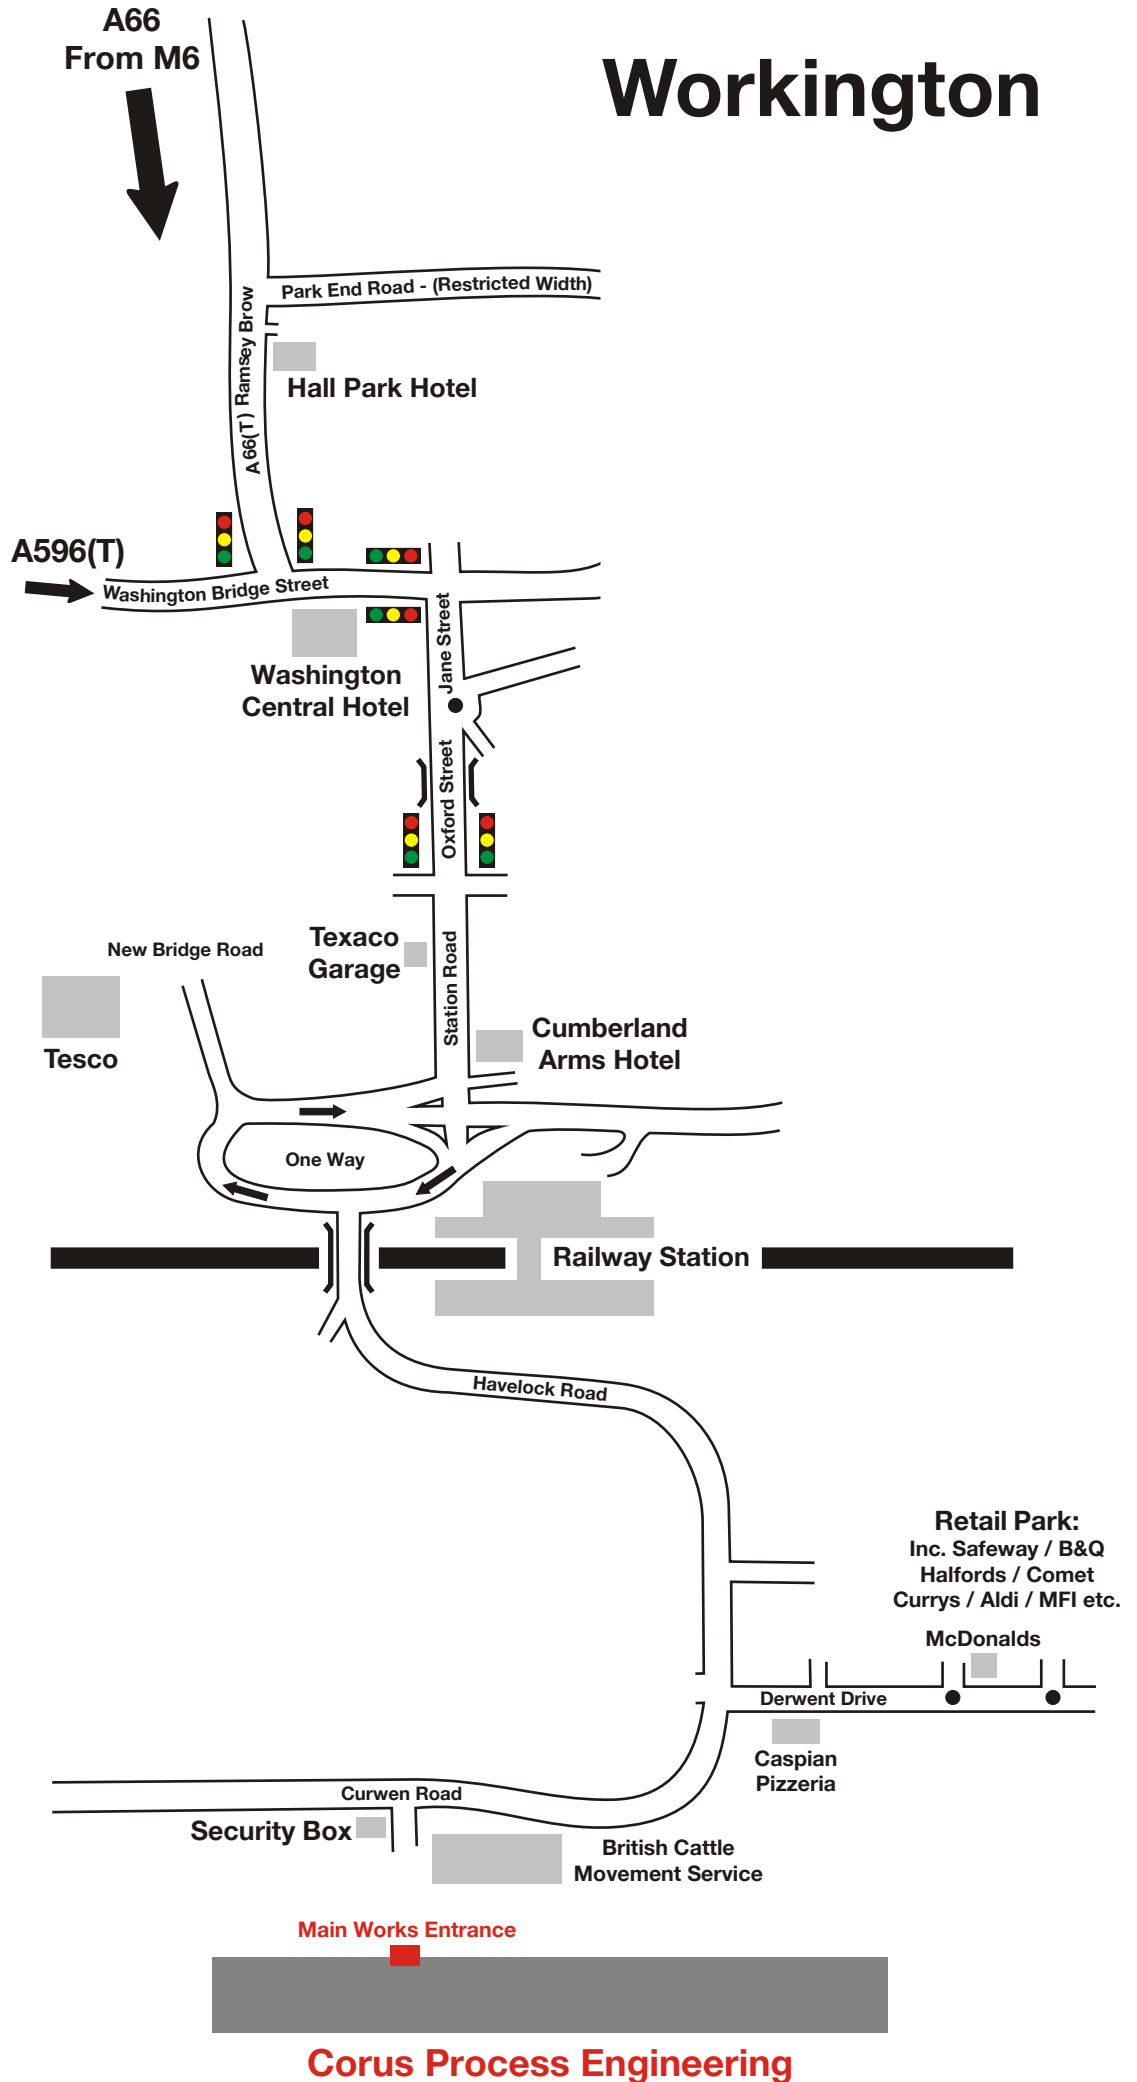 A66
From M6
Workington
Park End Road - (Restricted Width)
A66(T) Ramsey Brow
Hall Park Hotel
A596(T)
Washington Bridge Street
Jane Street
Washington
Central Hotel
Oxford Street
Texaco
Garage
New Bridge Road
Station Road
Tesco
Cumberland
Arms Hotel
One Way
Railway Station
Havelock Road
Retail Park:
Inc. Safeway / B&Q
Halfords / Comet
Currys / Aldi / MFI etc.
McDonalds
Derwent Drive
Caspian
Pizzeria
Curwen Road
Security Box
British Cattle
Movement Service
Main Works Entrance
Corus Process Engineering